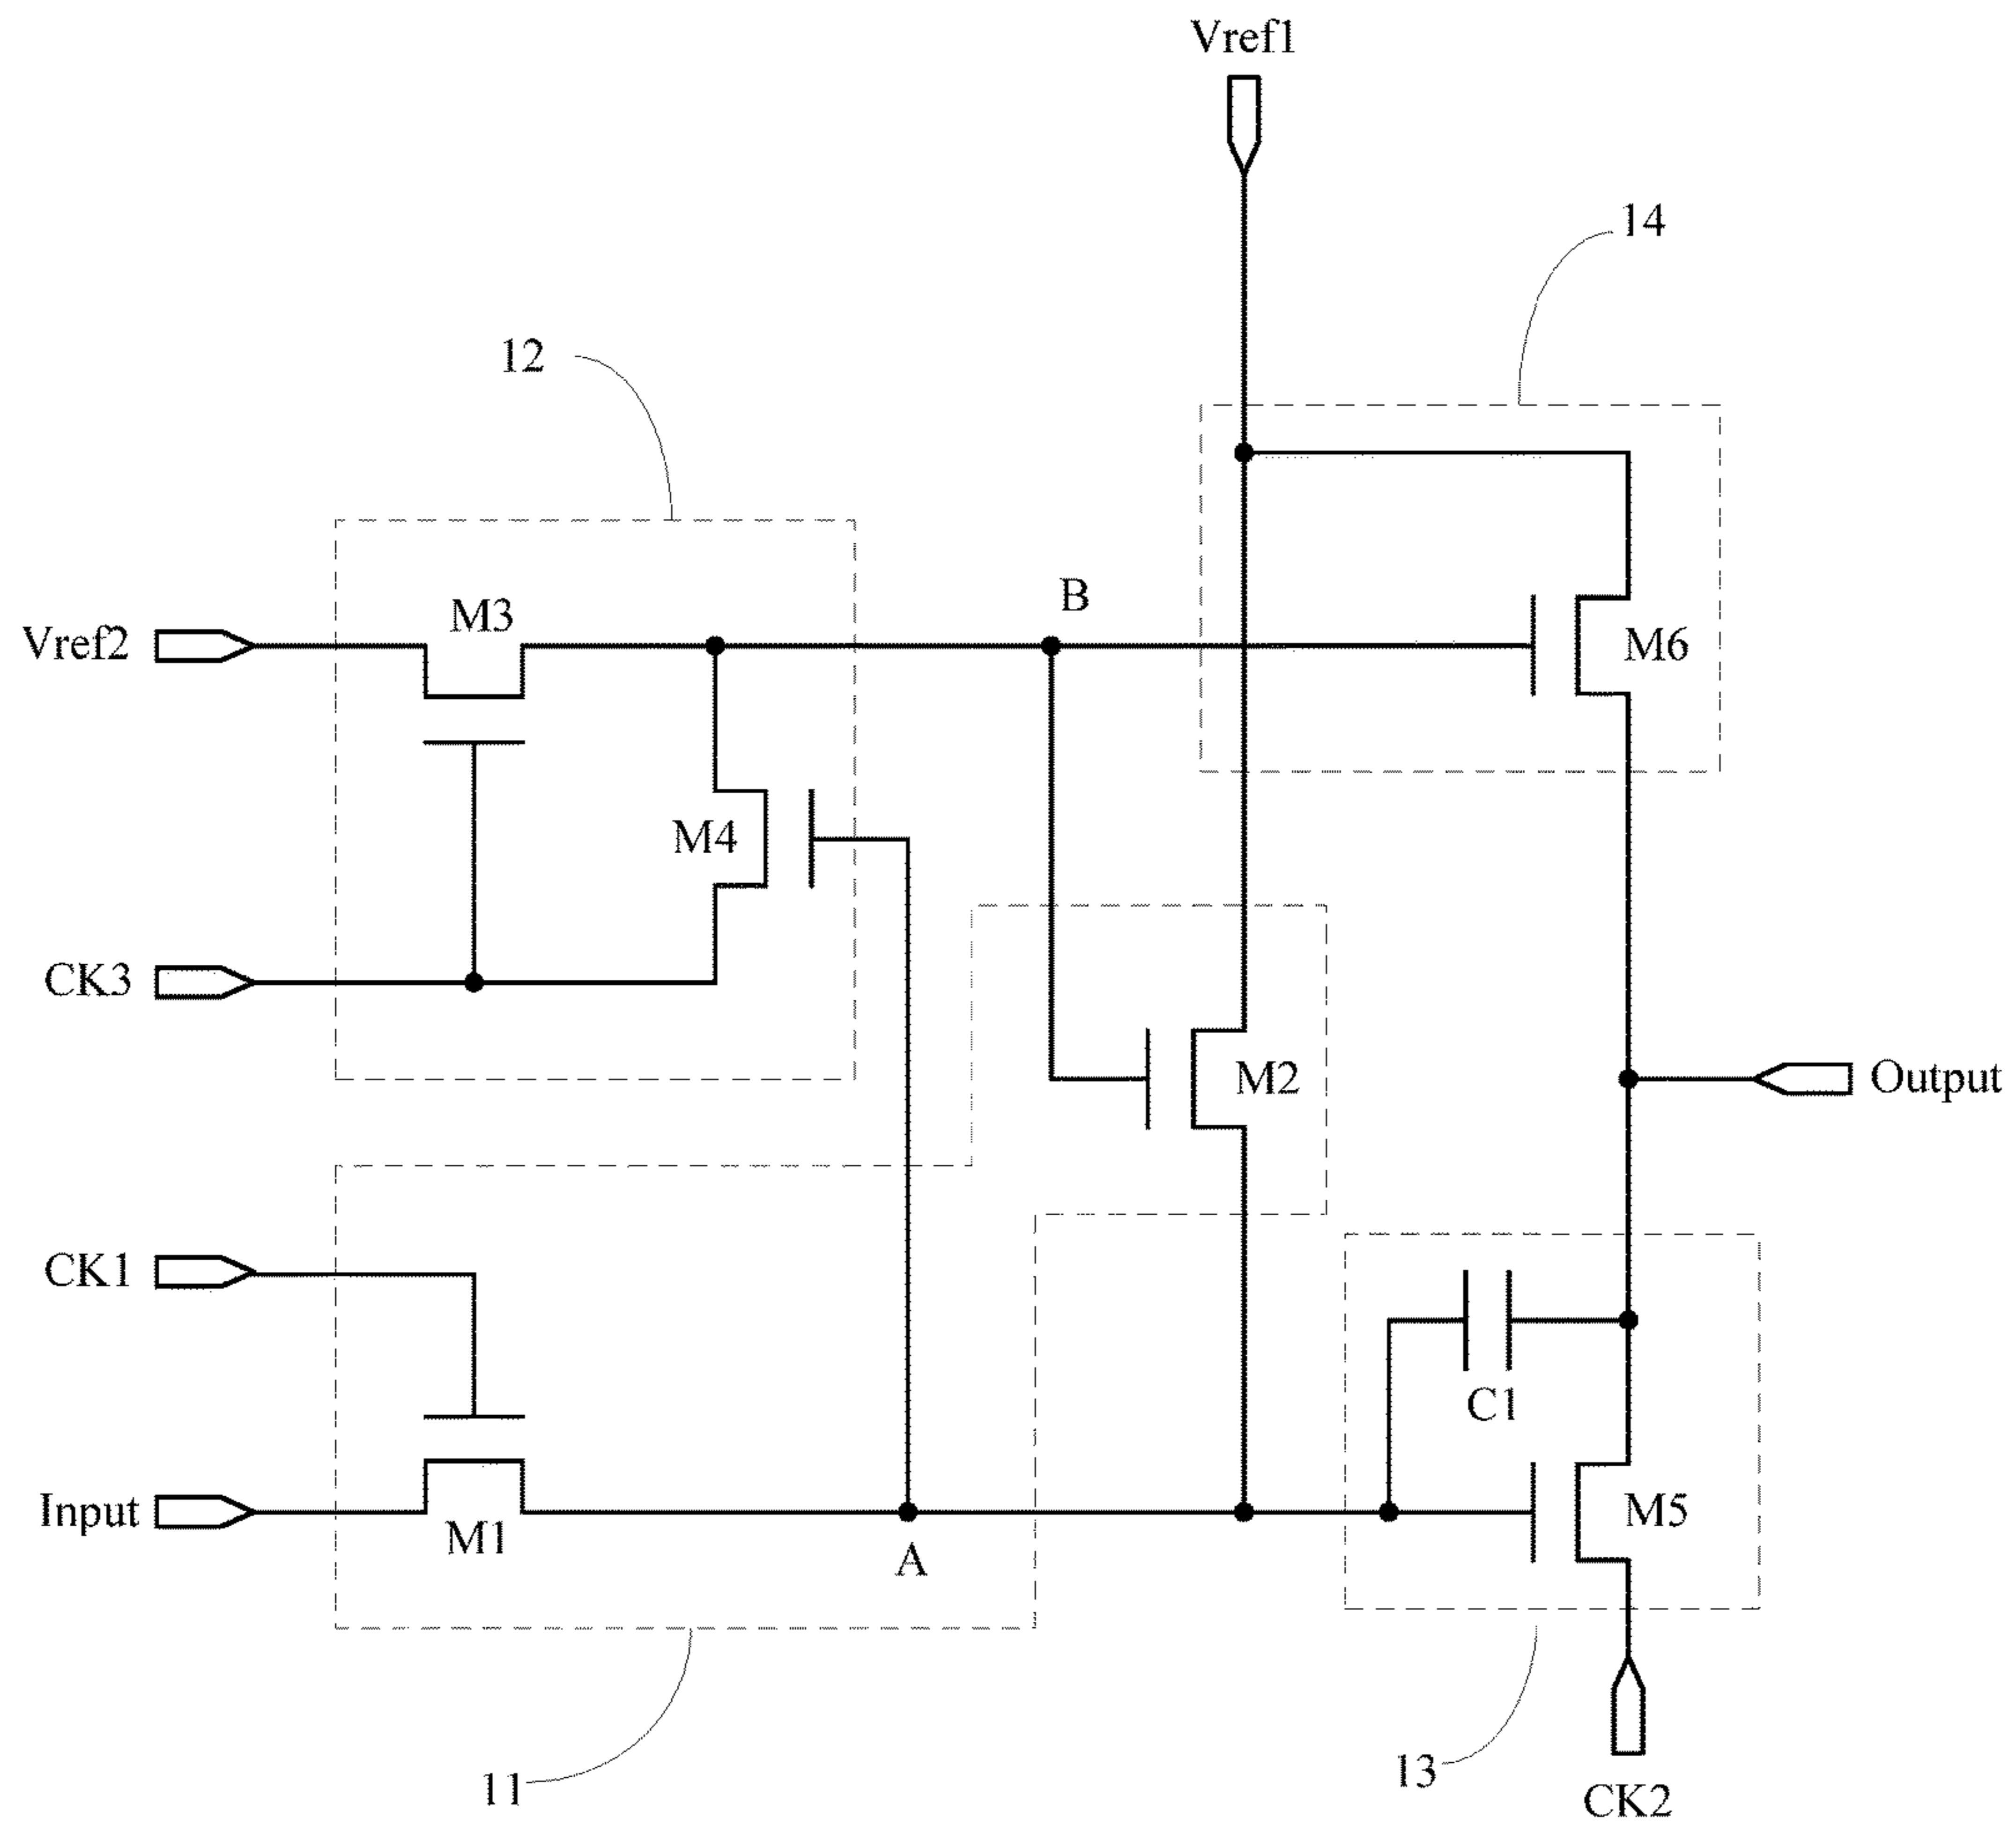 Vref1
14
12
B
M3
Vref2
M6
M4
CK3
M2
Output
CK1
C1
Input
M1
M5
A
11
13
CK2